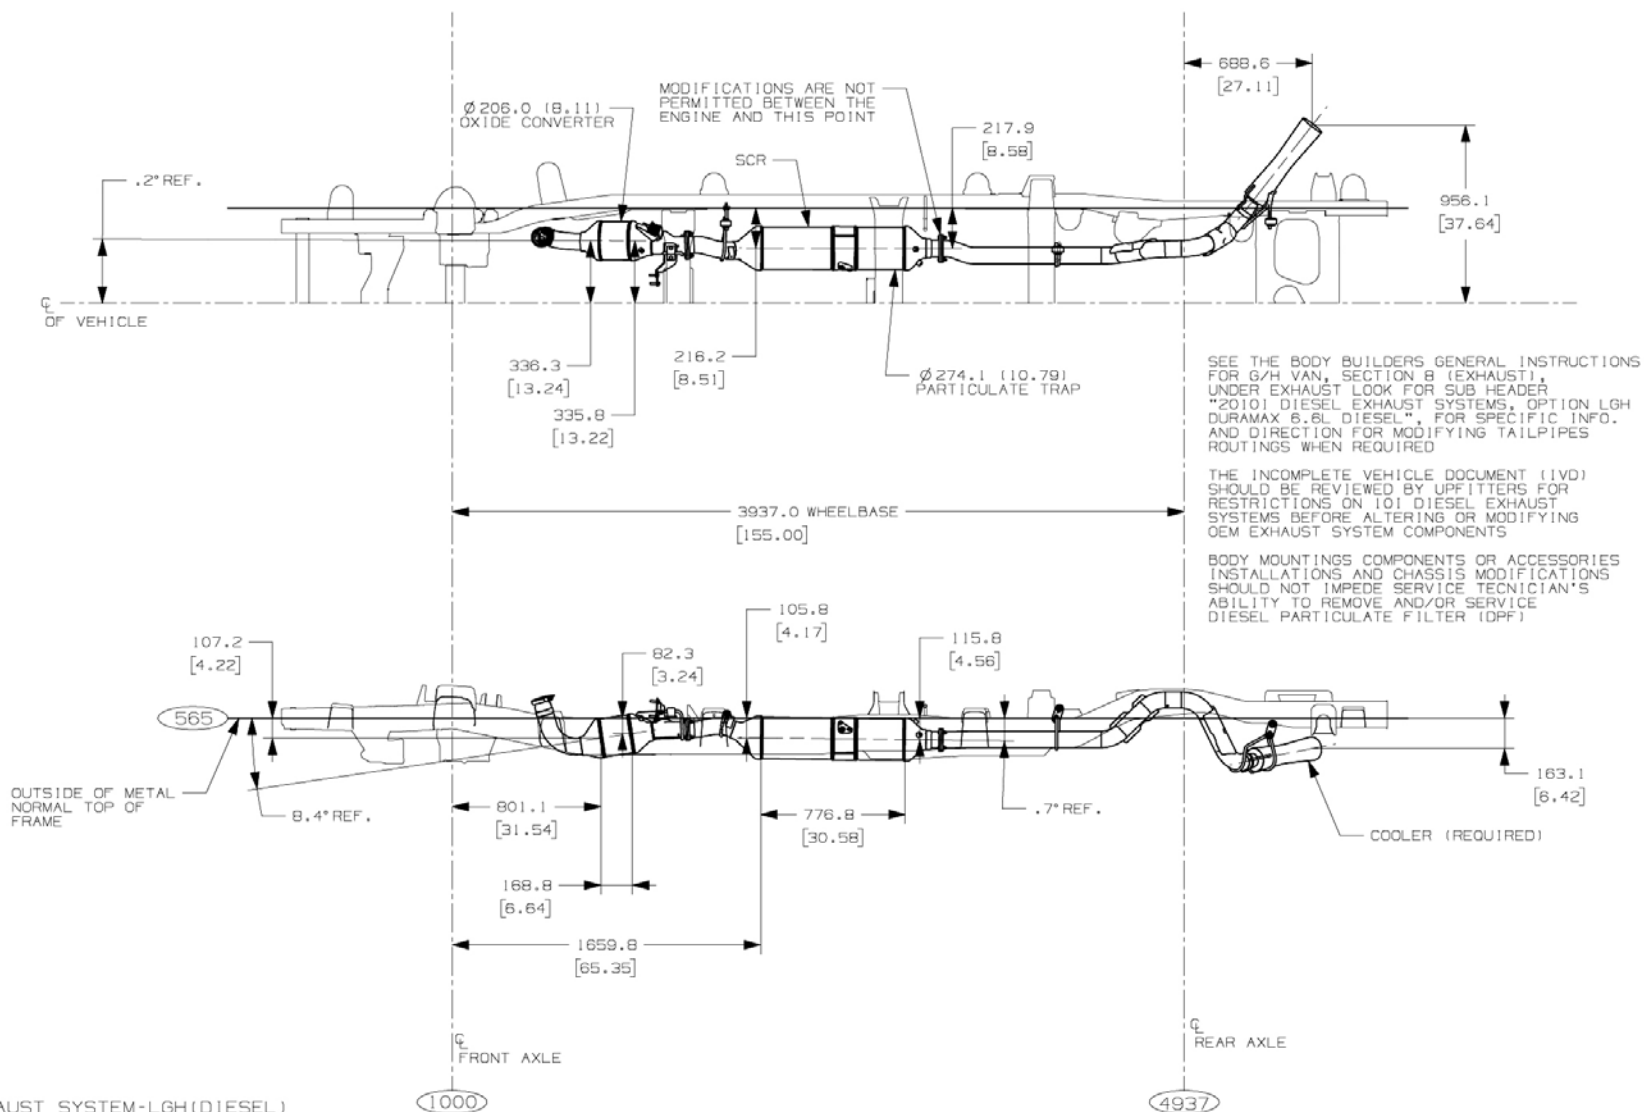 688.6
[27.11]
MODIFICATIONS ARE NOT
PERMITTED BETWEEN THE
ENGINE AND THIS POINT
Ø206.0 (8.11)
OXIDE CONVERTER
217.9
[8.58]
SCR
.2° REF.
956.1
[37.64]
℄
OF VEHICLE
336.3
[13.24]
216.2
[8.51]
Ø274.1 (10.79)
PARTICULATE TRAP
335.8
[13.22]
SEE THE BODY BUILDERS GENERAL INSTRUCTIONS
FOR G/H VAN, SECTION 8 (EXHAUST),
UNDER EXHAUST LOOK FOR SUB HEADER
"20101 DIESEL EXHAUST SYSTEMS, OPTION LGH
DURAMAX 6.6L DIESEL", FOR SPECIFIC INFO.
AND DIRECTION FOR MODIFYING TAILPIPES
ROUTINGS WHEN REQUIRED
THE INCOMPLETE VEHICLE DOCUMENT (IVD)
SHOULD BE REVIEWED BY UPFITTERS FOR
RESTRICTIONS ON 101 DIESEL EXHAUST
SYSTEMS BEFORE ALTERING OR MODIFYING
OEM EXHAUST SYSTEM COMPONENTS
BODY MOUNTINGS COMPONENTS OR ACCESSORIES
INSTALLATIONS AND CHASSIS MODIFICATIONS
SHOULD NOT IMPEDE SERVICE TECNICIAN'S
ABILITY TO REMOVE AND/OR SERVICE
DIESEL PARTICULATE FILTER (DPF)
3937.0 WHEELBASE
[155.00]
105.8
[4.17]
107.2
[4.22]
82.3
[3.24]
115.8
[4.56]
565
163.1
[6.42]
OUTSIDE OF METAL
NORMAL TOP OF
FRAME
8.4° REF.
801.1
[31.54]
776.8
[30.58]
.7° REF.
COOLER (REQUIRED)
168.8
[6.64]
1659.8
[65.35]
℄
FRONT AXLE
℄
REAR AXLE
1000
4937
AUST SYSTEM-LGH(DIESEL)